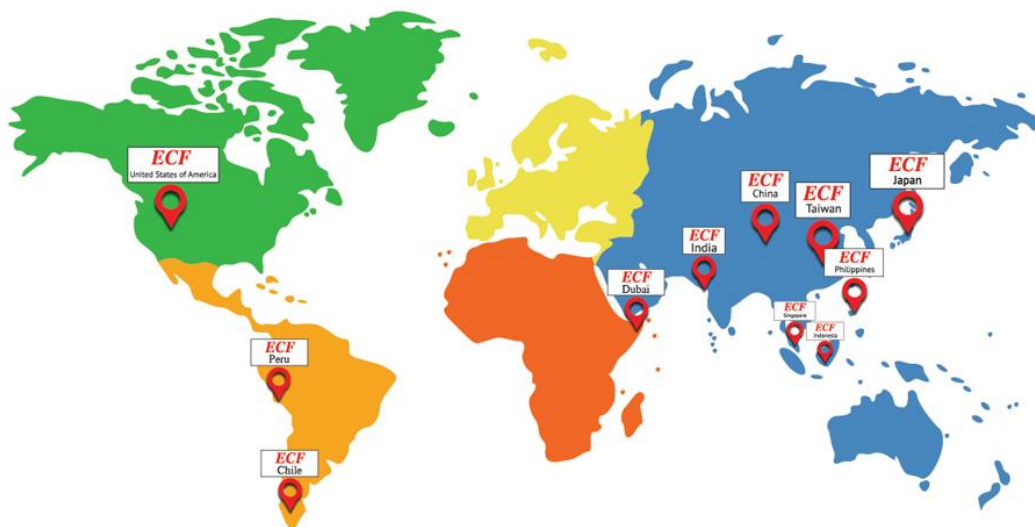 ECF
United States of America
ECF
Japan
ECF
China
ECF
Taiwan
ECF
India
ECF
Philippines
ECF
Dubai
ECF
Singapore
ECF
Indonesia
ECF
Peru
ECF
Chile